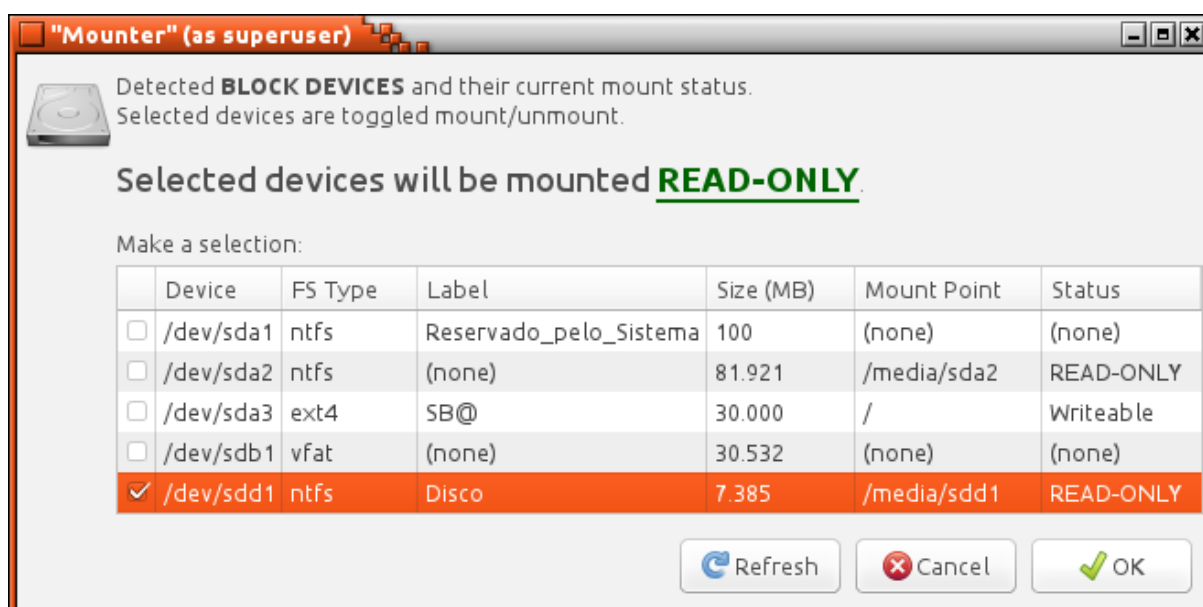 "Mounter" (as superuser)
Detected BLOCK DEVICES and their current mount status.
Selected devices are toggled mount/unmount.
Selected devices will be mounted READ-ONLY.
Make a selection:
Device FS Type Label Size (MB) Mount Point Status
/dev/sda1 ntfs Reservado_pelo_Sistema 100 (none) (none)
/dev/sda2 ntfs (none) 81.921 /media/sda2 READ-ONLY
/dev/sda3 ext4 SB@ 30.000 / Writeable
/dev/sdb1 vfat (none) 30.532 (none) (none)
/dev/sdd1 ntfs Disco 7.385 /media/sdd1 READ-ONLY
Refresh Cancel OK